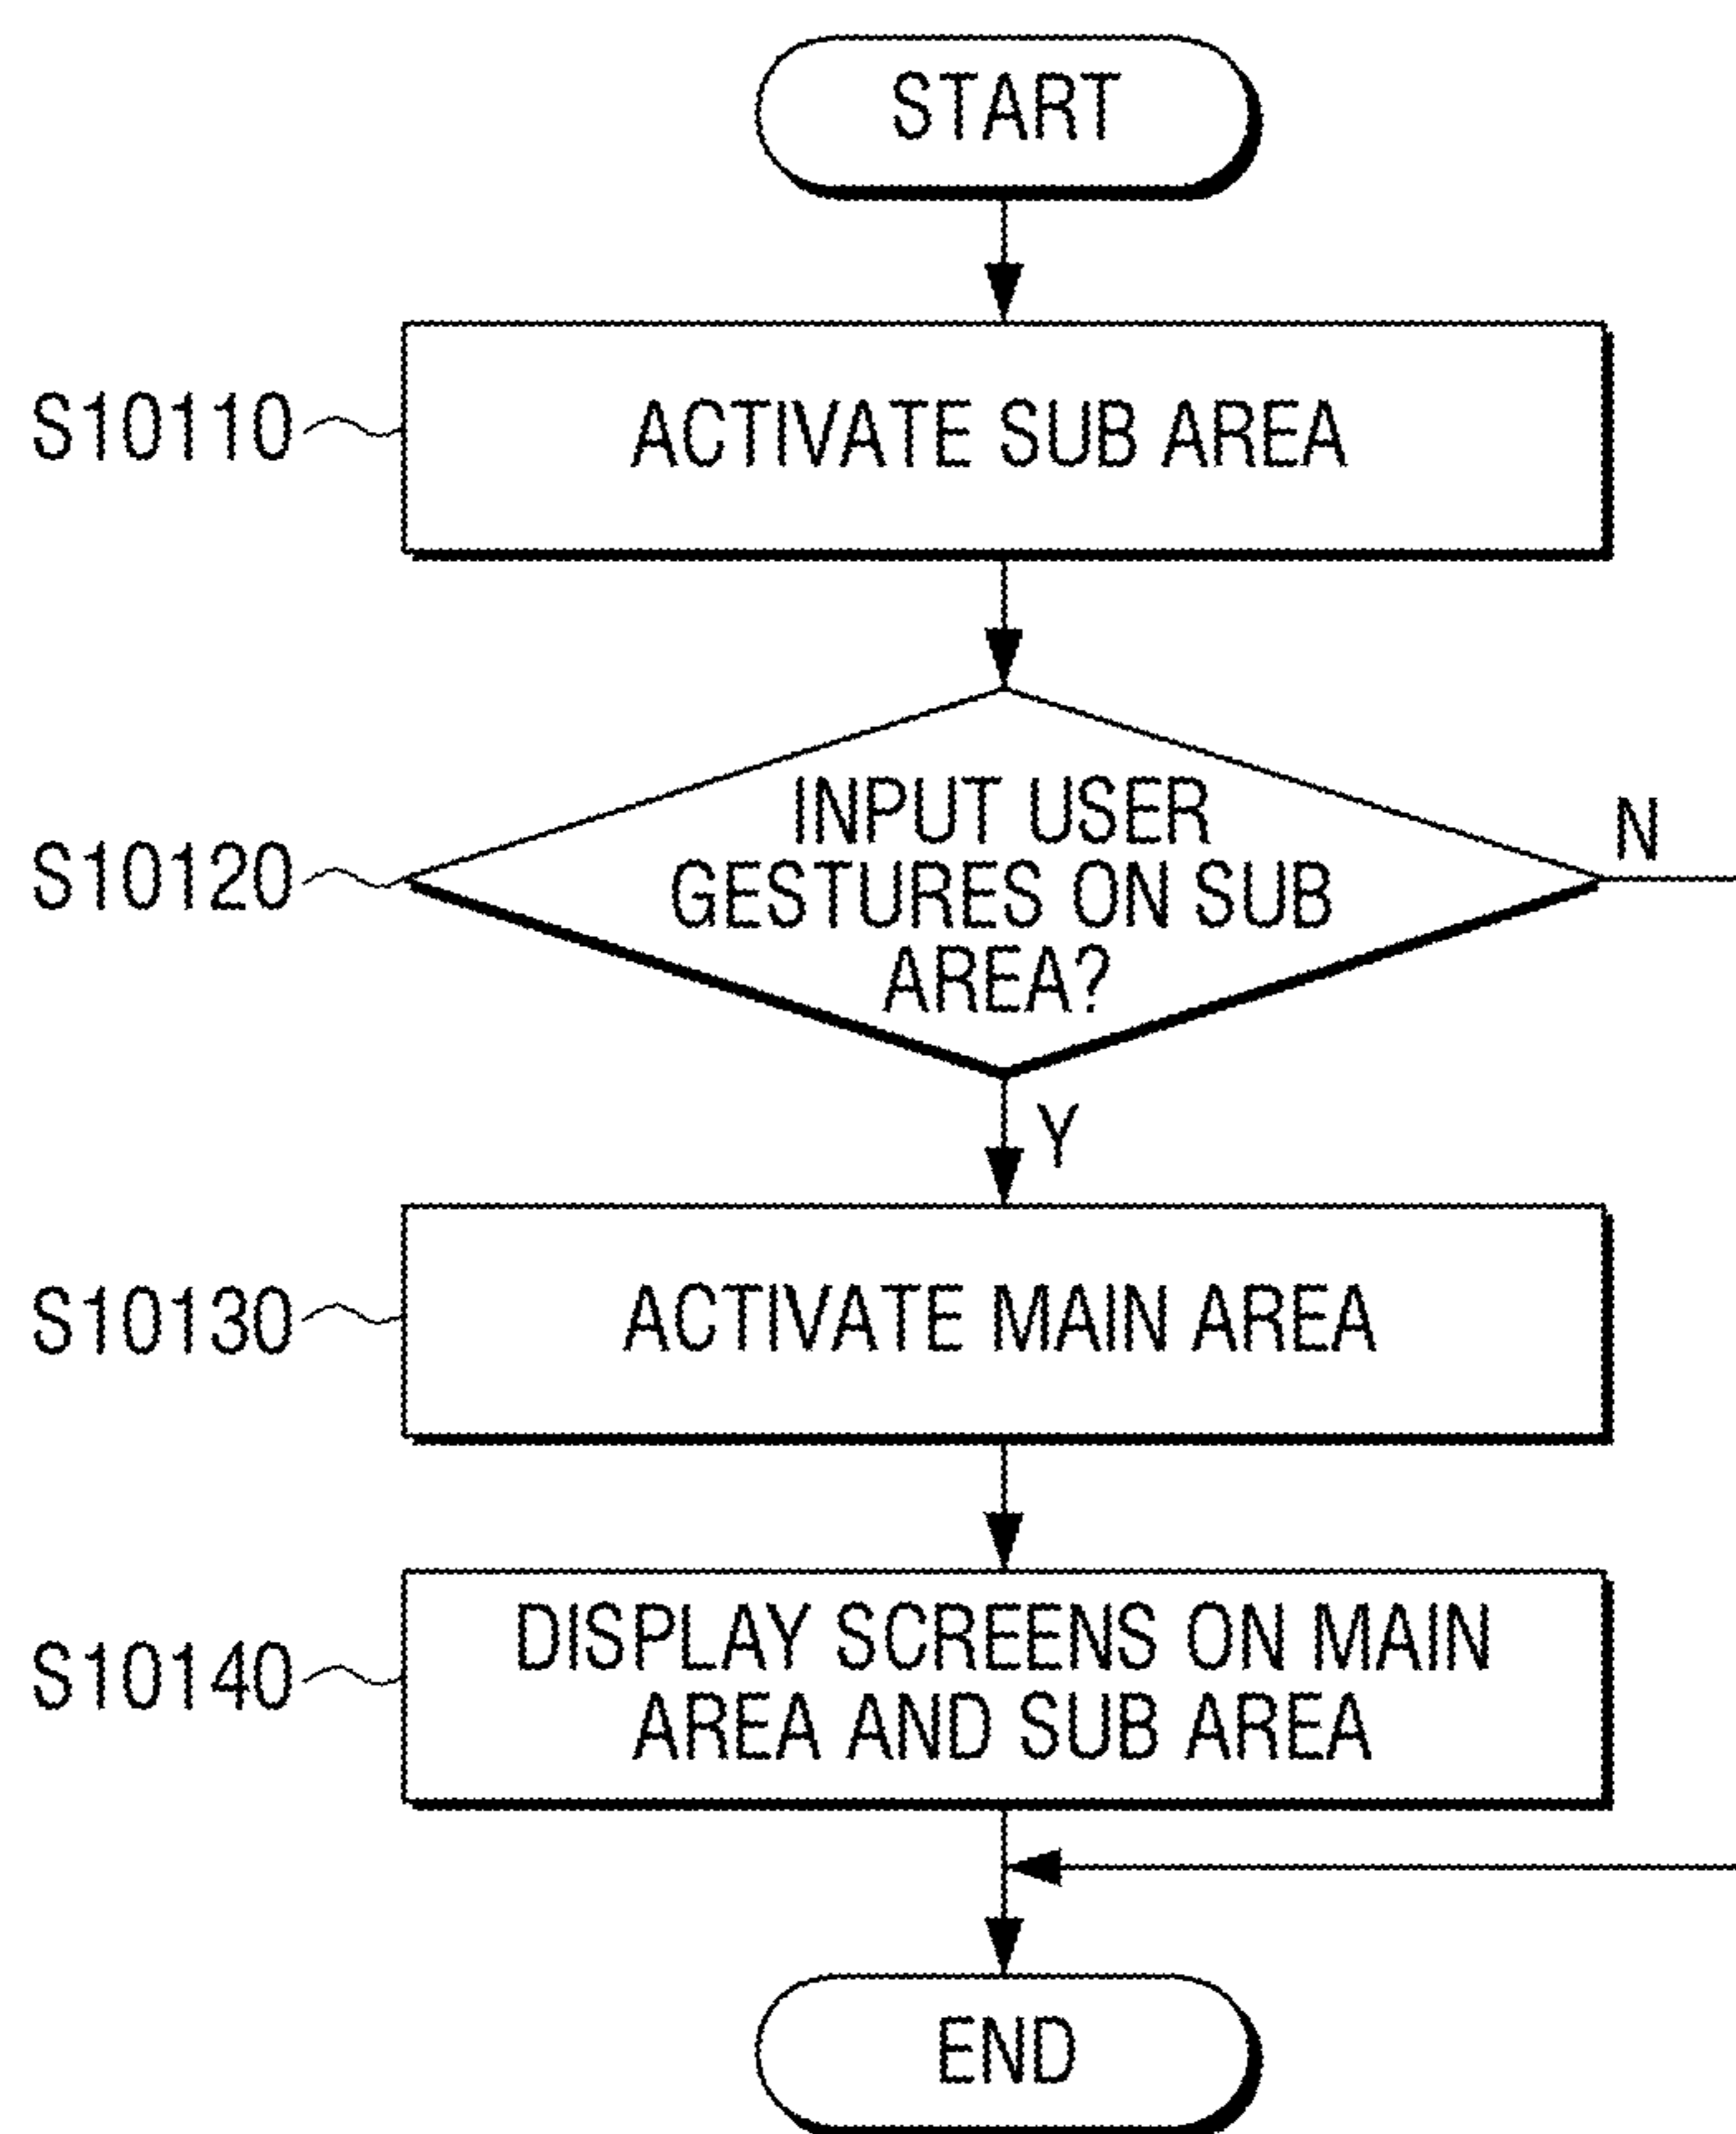 START
S10110
ACTIVATE SUB AREA
S10120
INPUT USER
GESTURES ON SUB
AREA?
N
Y
S10130
ACTIVATE MAIN AREA
S10140
DISPLAY SCREENS ON MAIN
AREA AND SUB AREA
END